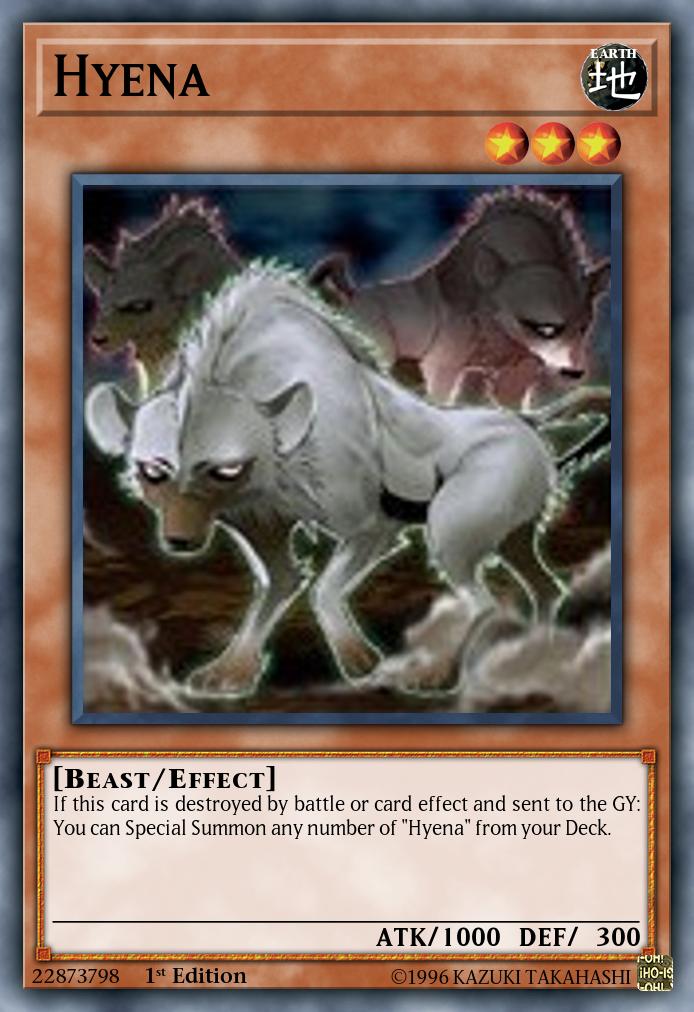 HYENA
EARTH
地
[BEAST/EFFECT]
If this card is destroyed by battle or card effect and sent to the GY:
You can Special Summon any number of "Hyena" from your Deck.
ATK/1000 DEF/ 300
22873798 1st Edition ©1996 KAZUKI TAKAHASHI